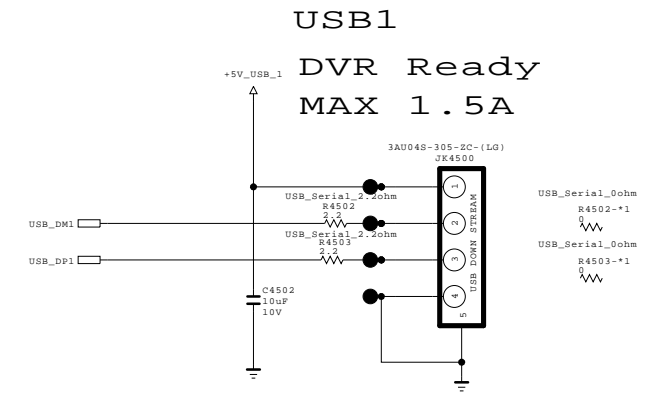 USB1
DVR Ready
MAX 1.5A
+5V_USB_1
3AU04S-305-ZC-(LG)
JK4500
USB_Serial_2.2ohm
R4502
2.2
USB_DM1
USB_Serial_2.2ohm
R4503
2.2
USB_DP1
C4502
10uF
10V
1
2
3
4
5
USB DOWN STREAM
USB_Serial_0ohm
R4502-*1
0
USB_Serial_0ohm
R4503-*1
0